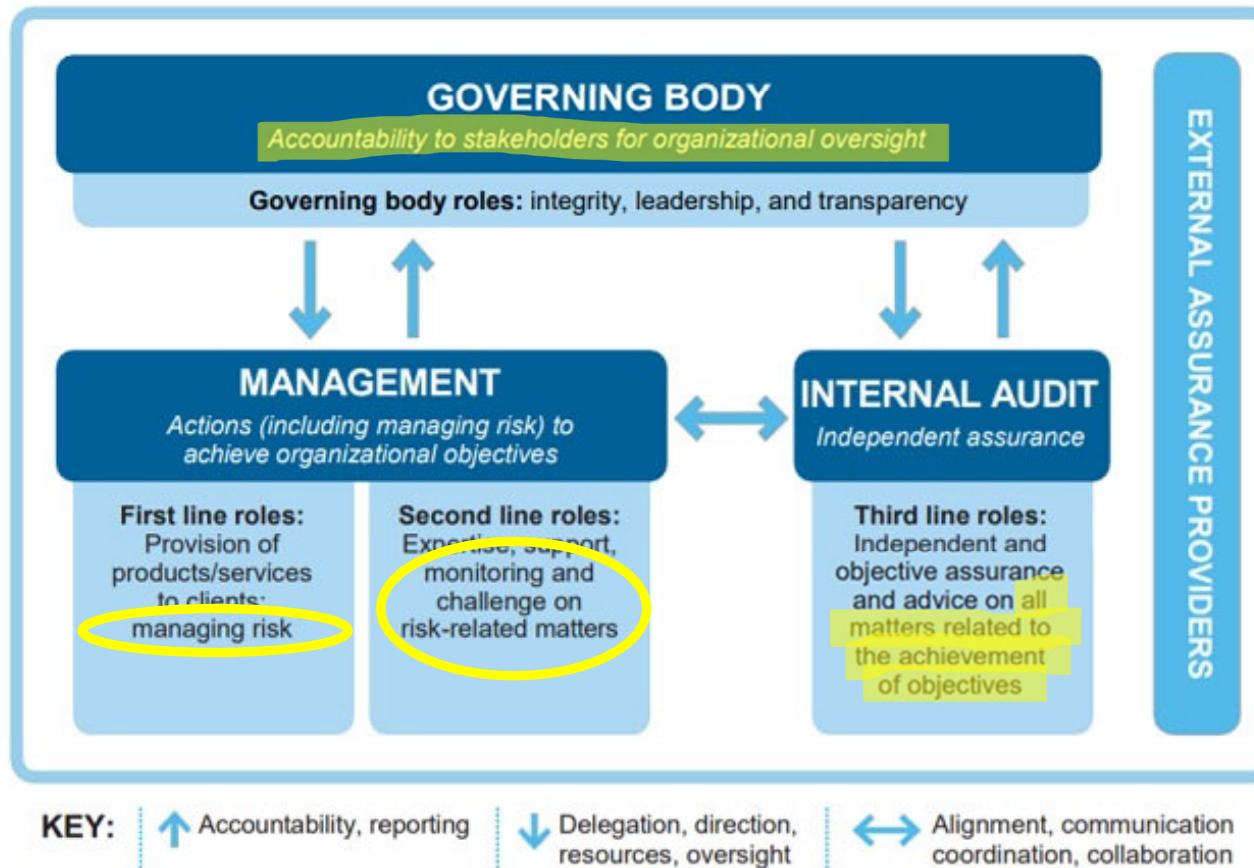 GOVERNING BODY
Accountability to stakeholders for organizational oversight
Governing body roles: integrity, leadership, and transparency
MANAGEMENT
Actions (including managing risk) to
achieve organizational objectives
First line roles:
Provision of
products/services
to clients;
managing risk
Second line roles:
Expertise, support,
monitoring and
challenge on
risk-related matters
INTERNAL AUDIT
Independent assurance
Third line roles:
Independent and
objective assurance
and advice on all
matters related to
the achievement
of objectives
EXTERNAL ASSURANCE PROVIDERS
KEY:
Accountability, reporting
Delegation, direction,
resources, oversight
Alignment, communication
coordination, collaboration